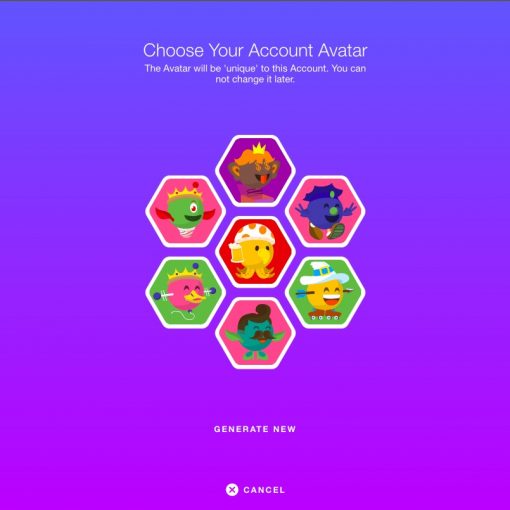 Choose Your Account Avatar
The Avatar will be 'unique' to this Account. You can
not change it later.
GENERATE NEW
CANCEL